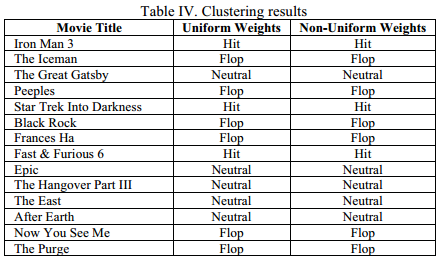 Table IV. Clustering results
Movie Title Uniform Weights Non-Uniform Weights
Iron Man 3 Hit Hit
The Iceman Flop Flop
The Great Gatsby Neutral Neutral
Peeples Flop Flop
Star Trek Into Darkness Hit Hit
Black Rock Flop Flop
Frances Ha Flop Flop
Fast & Furious 6 Hit Hit
Epic Neutral Neutral
The Hangover Part III Neutral Neutral
The East Neutral Neutral
After Earth Neutral Neutral
Now You See Me Flop Flop
The Purge Flop Flop